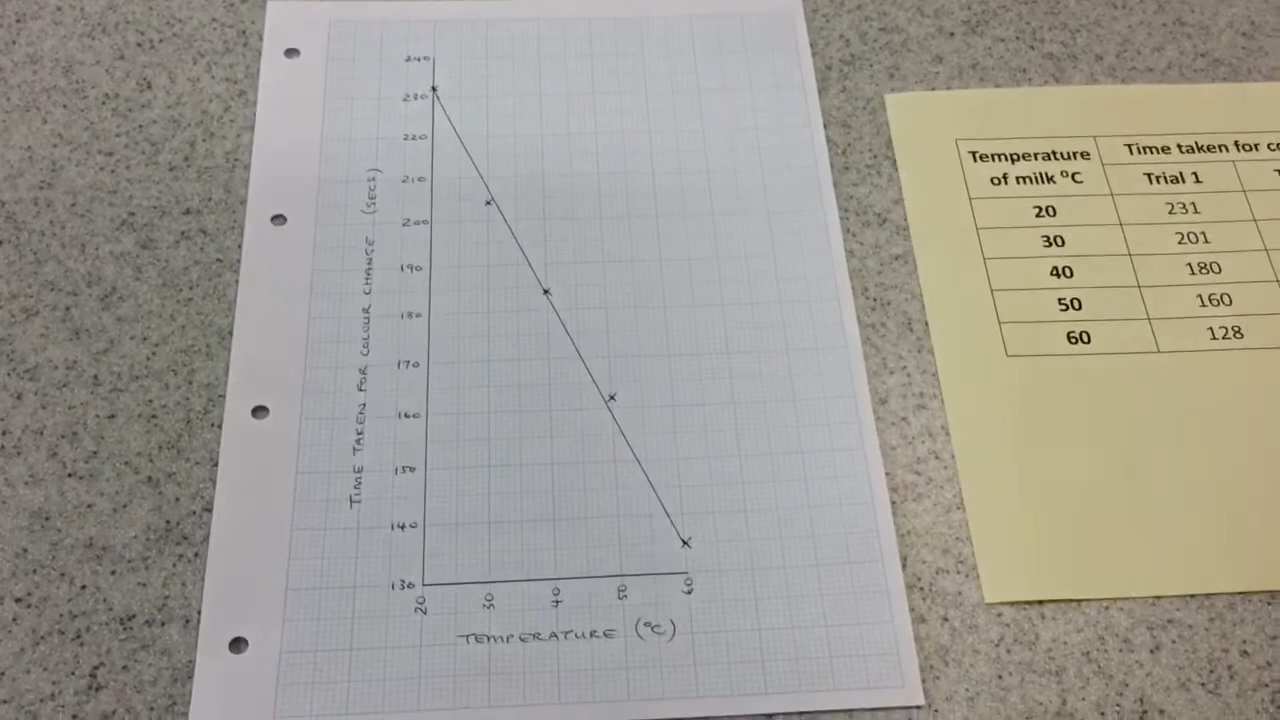 240
230
220
210
200
190
180
170
160
150
140
130
TIME TAKEN FOR COLOUR CHANGE (SECS)
20 30 40 50 60
TEMPERATURE (°C)
Temperature of milk °C
Time taken for co
Trial 1
20 231
30 201
40 180
50 160
60 128